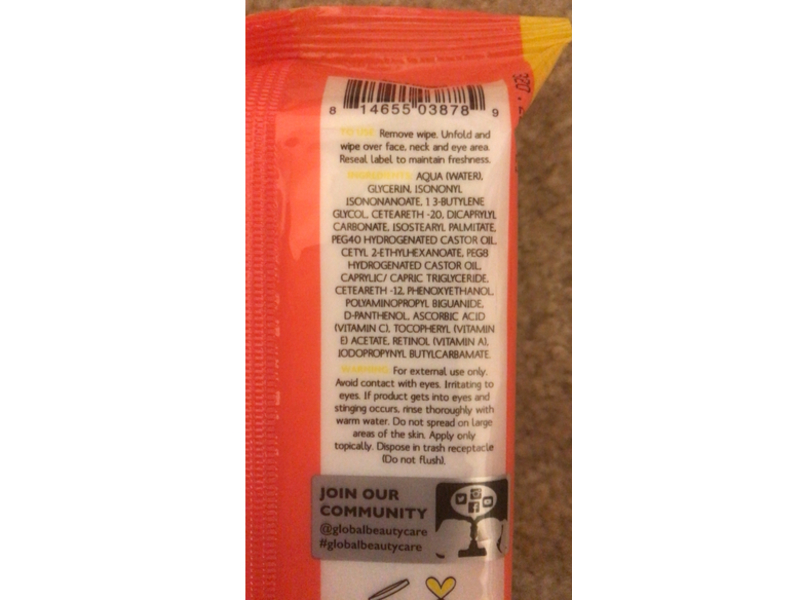 8 14655 03878 9
TO USE: Remove wipe. Unfold and
wipe over face, neck and eye area.
Reseal label to maintain freshness.
INGREDIENTS: AQUA (WATER),
GLYCERIN, ISONONYL
ISONONANOATE, 1 3-BUTYLENE
GLYCOL, CETEARETH -20, DICAPRYLYL
CARBONATE, ISOSTEARYL PALMITATE,
PEG40 HYDROGENATED CASTOR OIL,
CETYL 2-ETHYLHEXANOATE, PEG8
HYDROGENATED CASTOR OIL,
CAPRYLIC/ CAPRIC TRIGLYCERIDE,
CETEARETH -12, PHENOXYETHANOL,
POLYAMINOPROPYL BIGUANIDE,
D-PANTHENOL, ASCORBIC ACID
(VITAMIN C), TOCOPHERYL (VITAMIN
E) ACETATE, RETINOL (VITAMIN A),
IODOPROPYNYL BUTYLCARBAMATE.
WARNING: For external use only.
Avoid contact with eyes. Irritating to
eyes. If product gets into eyes and
stinging occurs, rinse thoroughly with
warm water. Do not spread on large
areas of the skin. Apply only
topically. Dispose in trash receptacle
(Do not flush).
JOIN OUR
COMMUNITY
@globalbeautycare
#globalbeautycare